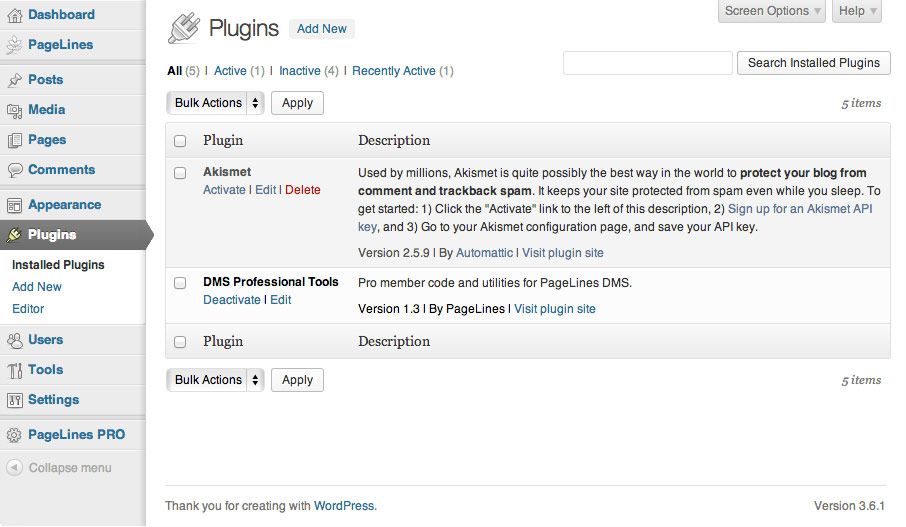 Dashboard
PageLines
Posts
Media
Pages
Comments
Appearance
Plugins
Installed Plugins
Add New
Editor
Users
Tools
Settings
PageLines PRO
Collapse menu
Screen Options Help
Plugins Add New
All (5) | Active (1) | Inactive (4) | Recently Active (1)
Search Installed Plugins
Bulk Actions Apply
5 items
Plugin Description
Akismet
Activate | Edit | Delete
Used by millions, Akismet is quite possibly the best way in the world to protect your blog from
comment and trackback spam. It keeps your site protected from spam even while you sleep. To
get started: 1) Click the "Activate" link to the left of this description, 2) Sign up for an Akismet API
key, and 3) Go to your Akismet configuration page, and save your API key.
Version 2.5.9 | By Automattic | Visit plugin site
DMS Professional Tools
Deactivate | Edit
Pro member code and utilities for PageLines DMS.
Version 1.3 | By PageLines | Visit plugin site
Plugin Description
Bulk Actions Apply
5 items
Thank you for creating with WordPress.
Version 3.6.1